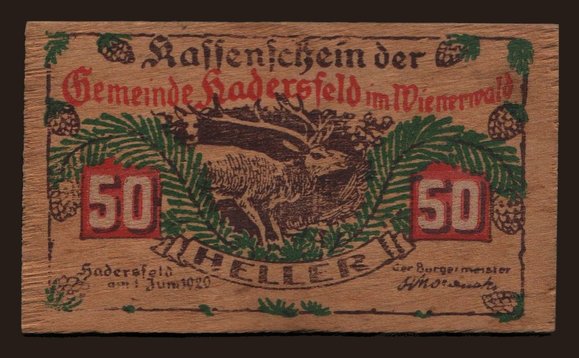 Kassenschein der
Gemeinde Hadersfeld im Wienerwald
50 50
HELLER
Hadersfeld
am 1. Juni 1920
Der Bürgermeister